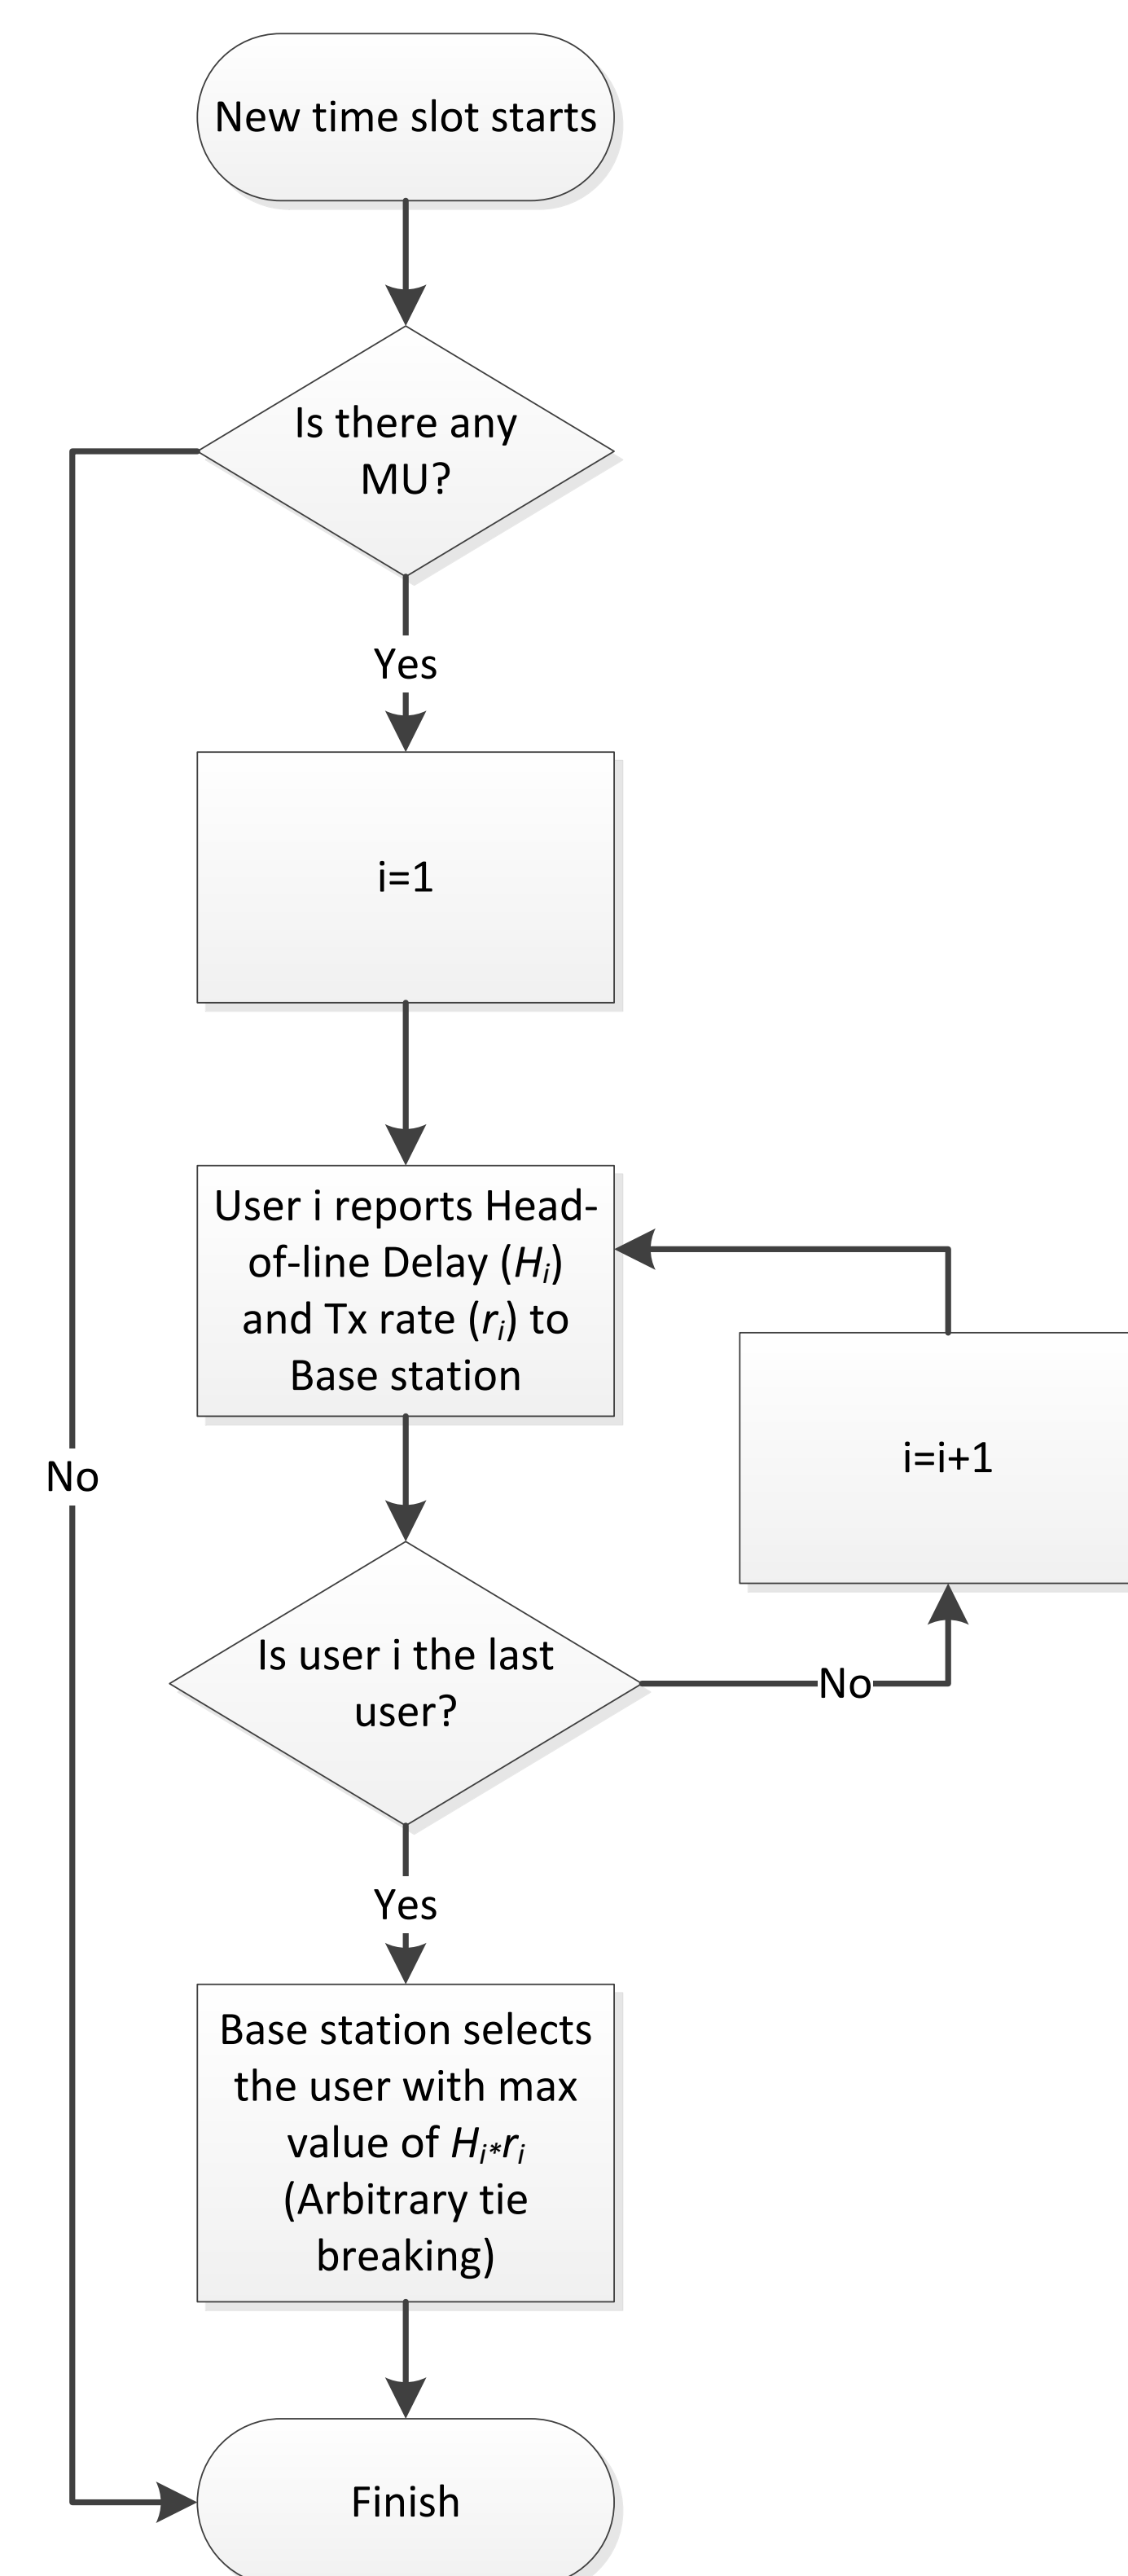 New time slot starts
Is there any
MU?
Yes
i=1
User i reports Head-
of-line Delay (Hi)
and Tx rate (ri) to
Base station
i=i+1
No
Is user i the last
user?
No
Yes
Base station selects
the user with max
value of Hi*ri
(Arbitrary tie
breaking)
Finish